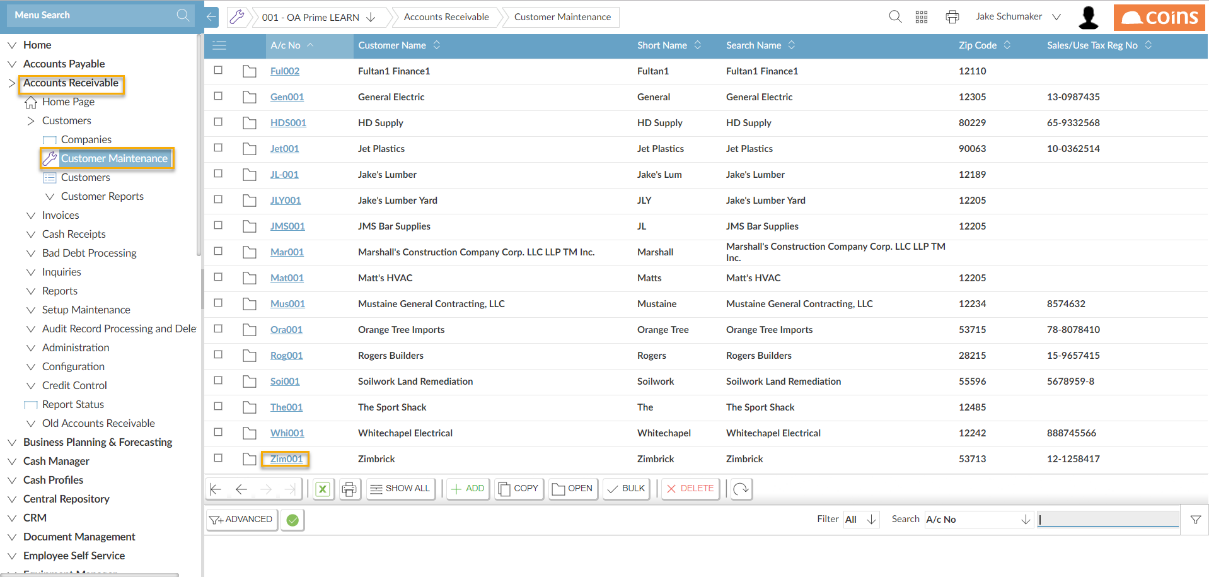 Menu Search
001 - OA Prime LEARN
Accounts Receivable
Customer Maintenance
Jake Schumaker
coins
Home
Accounts Payable
Accounts Receivable
Home Page
Customers
Companies
Customer Maintenance
Customers
Customer Reports
Invoices
Cash Receipts
Bad Debt Processing
Inquiries
Reports
Setup Maintenance
Audit Record Processing and Dele
Administration
Configuration
Credit Control
Report Status
Old Accounts Receivable
Business Planning & Forecasting
Cash Manager
Cash Profiles
Central Repository
CRM
Document Management
Employee Self Service
A/c No Customer Name Short Name Search Name Zip Code Sales/Use Tax Reg No
Ful002 Fultan1 Finance1 Fultan1 Fultan1 Finance1 12110
Gen001 General Electric General General Electric 12305 13-0987435
HDS001 HD Supply HD Supply HD Supply 80229 65-9332568
Jet001 Jet Plastics Jet Plastics Jet Plastics 90063 10-0362514
JL-001 Jake's Lumber Jake's Lum Jake's Lumber 12189
JLY001 Jake's Lumber Yard JLY Jake's Lumber Yard 12205
JMS001 JMS Bar Supplies JL JMS Bar Supplies 12205
Mar001 Marshall's Construction Company Corp. LLC LLP TM Inc. Marshall Marshall's Construction Company Corp. LLC LLP TM
Inc.
Mat001 Matt's HVAC Matts Matt's HVAC 12205
Mus001 Mustaine General Contracting, LLC Mustaine Mustaine General Contracting, LLC 12234 8574632
Ora001 Orange Tree Imports Orange Tree Orange Tree Imports 53715 78-8078410
Rog001 Rogers Builders Rogers Rogers Builders 28215 15-9657415
Soi001 Soilwork Land Remediation Soilwork Soilwork Land Remediation 55596 5678959-8
The001 The Sport Shack The The Sport Shack 12485
Whi001 Whitechapel Electrical Whitechapel Whitechapel Electrical 12242 888745566
Zim001 Zimbrick Zimbrick Zimbrick 53713 12-1258417
SHOW ALL ADD COPY OPEN BULK DELETE
ADVANCED Filter All Search A/c No